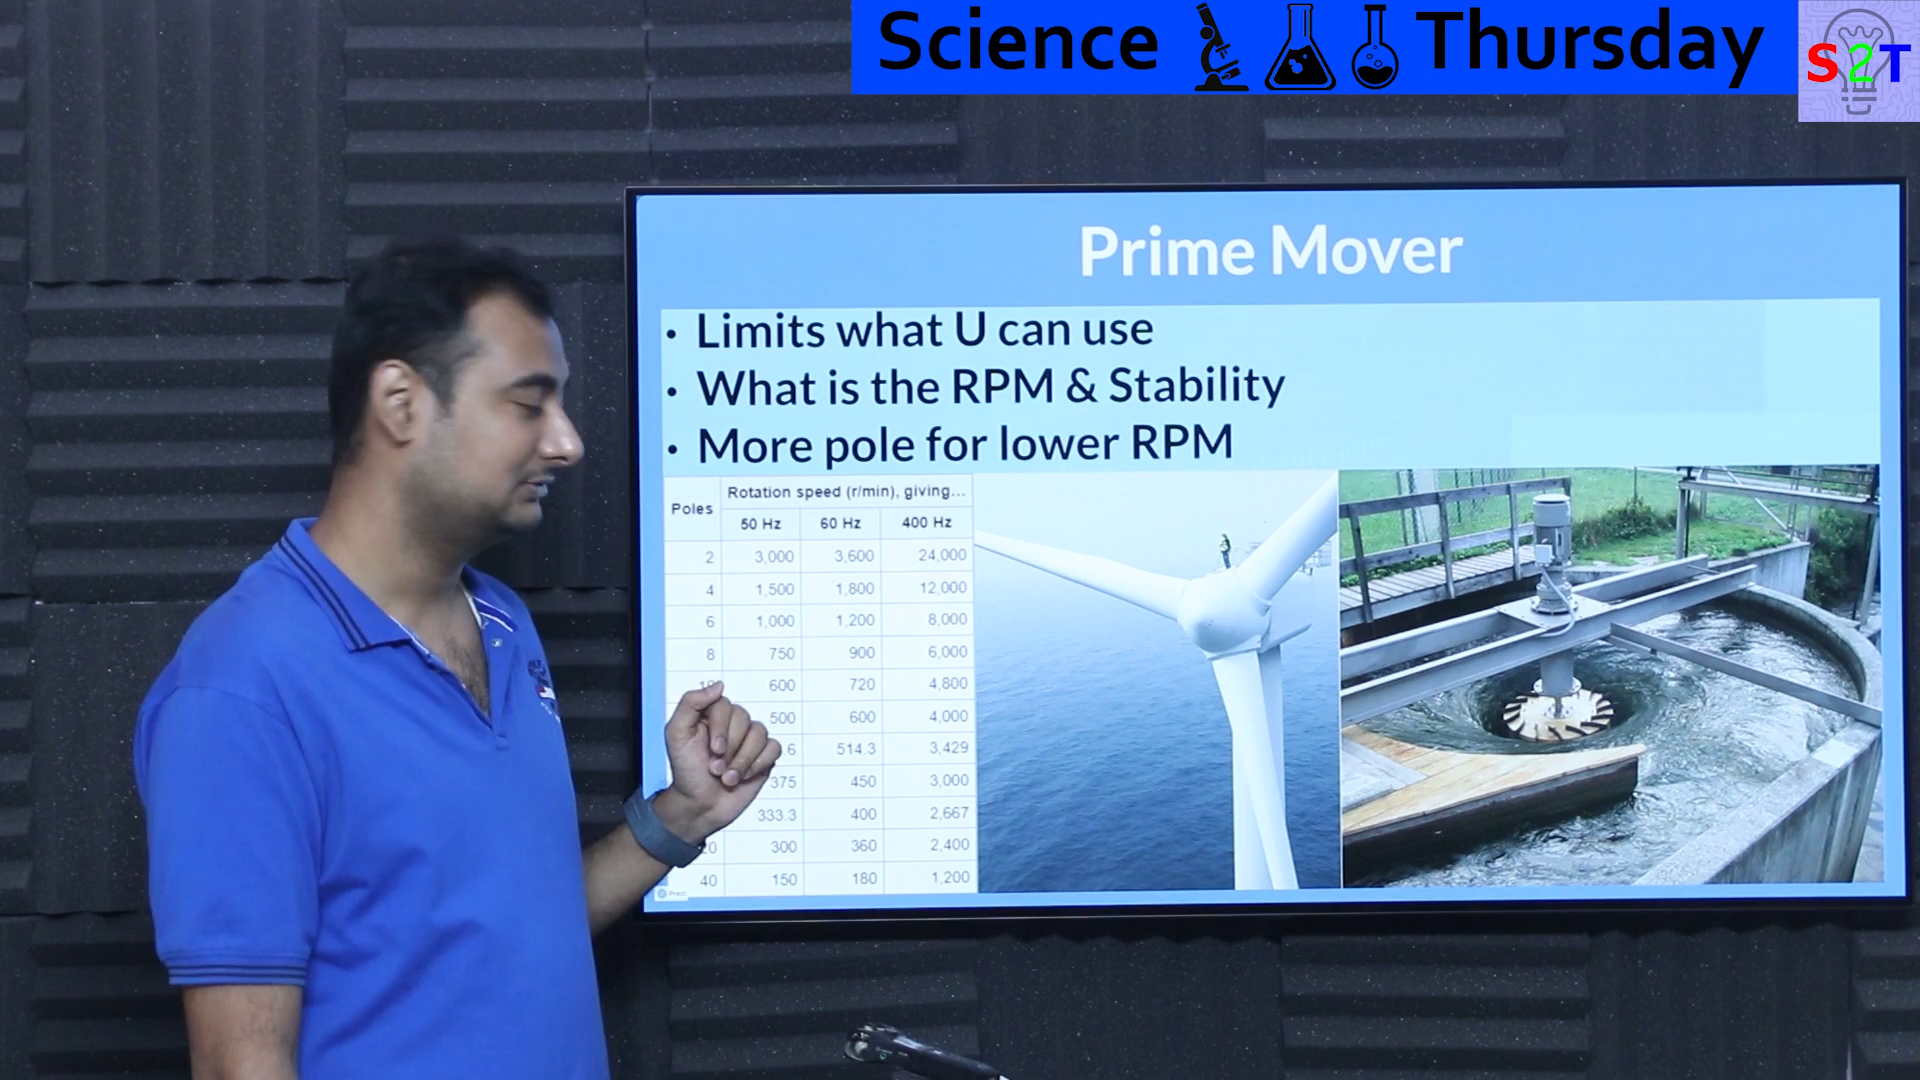 Science Thursday
S2T
Prime Mover
• Limits what U can use
• What is the RPM & Stability
• More pole for lower RPM
Poles Rotation speed (r/min), giving...
50 Hz 60 Hz 400 Hz
2 3,000 3,600 24,000
4 1,500 1,800 12,000
6 1,000 1,200 8,000
8 750 900 6,000
600 720 4,800
500 600 4,000
514.3 3,429
375 450 3,000
333.3 400 2,667
300 360 2,400
40 150 180 1,200
Prezi